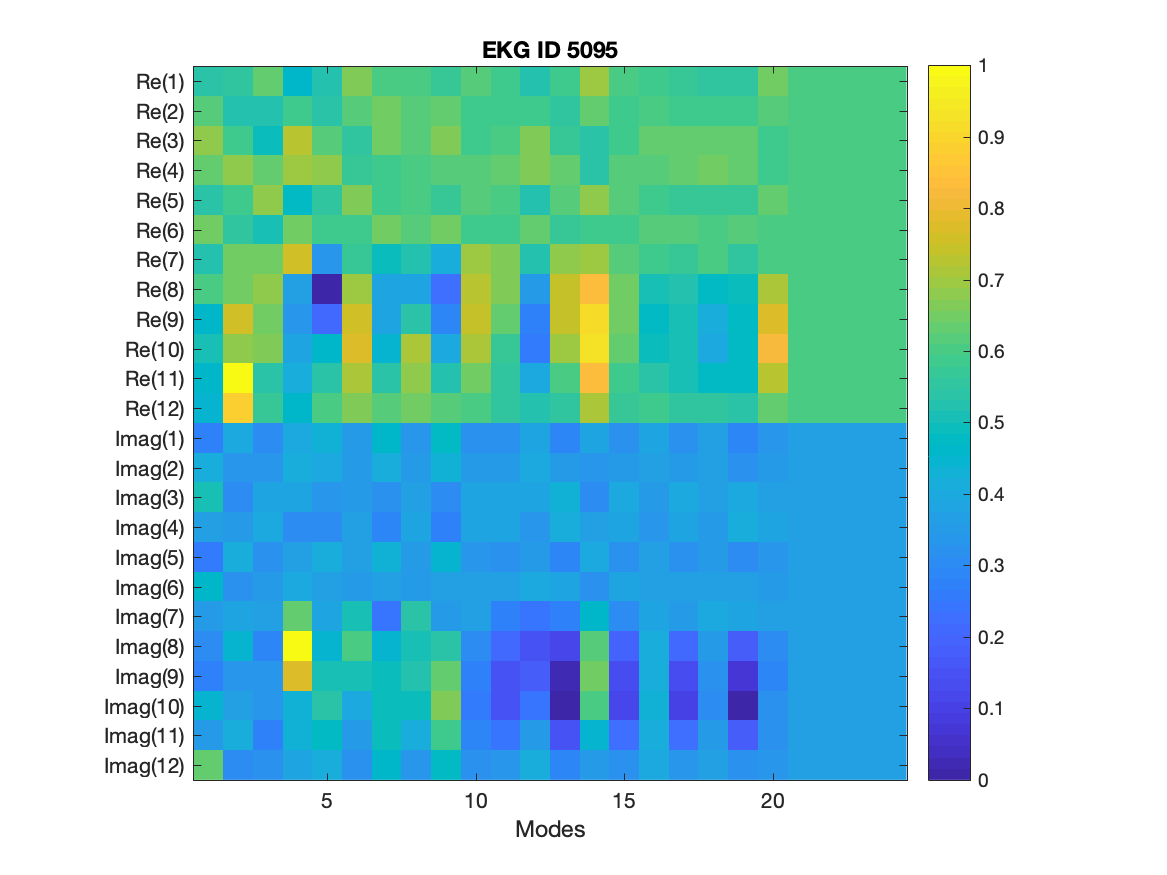 EKG ID 5095
Re(1)
Re(2)
Re(3)
Re(4)
Re(5)
Re(6)
Re(7)
Re(8)
Re(9)
Re(10)
Re(11)
Re(12)
Imag(1)
Imag(2)
Imag(3)
Imag(4)
Imag(5)
Imag(6)
Imag(7)
Imag(8)
Imag(9)
Imag(10)
Imag(11)
Imag(12)
5 10 15 20
Modes
1
0.9
0.8
0.7
0.6
0.5
0.4
0.3
0.2
0.1
0